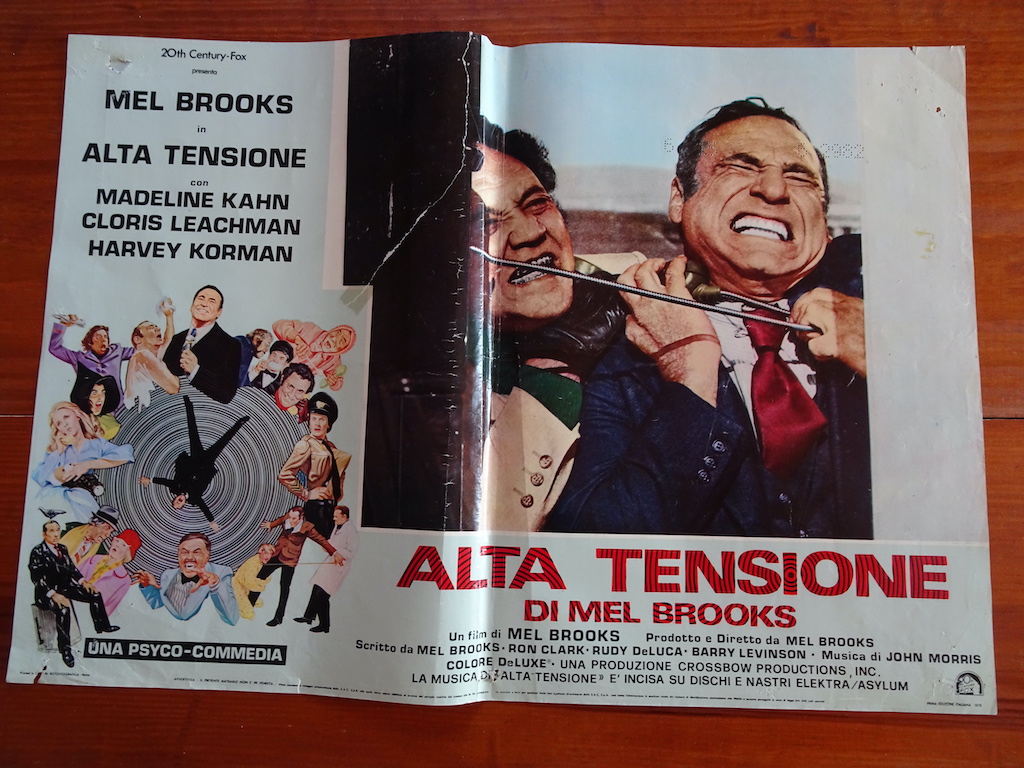 20th Century-Fox
presenta
MEL BROOKS
in
ALTA TENSIONE
con
MADELINE KAHN
CLORIS LEACHMAN
HARVEY KORMAN
UNA PSYCO-COMMEDIA
ALTA TENSIONE
DI MEL BROOKS
Un film di MEL BROOKS Prodotto e Diretto da MEL BROOKS
Scritto da MEL BROOKS · RON CLARK · RUDY DeLUCA · BARRY LEVINSON · Musica di JOHN MORRIS
COLORE DeLUXE® · UNA PRODUZIONE CROSSBOW PRODUCTIONS, INC.
LA MUSICA DI «ALTA TENSIONE» E' INCISA SU DISCHI E NASTRI ELEKTRA/ASYLUM
PRIMA EDIZIONE ITALIANA